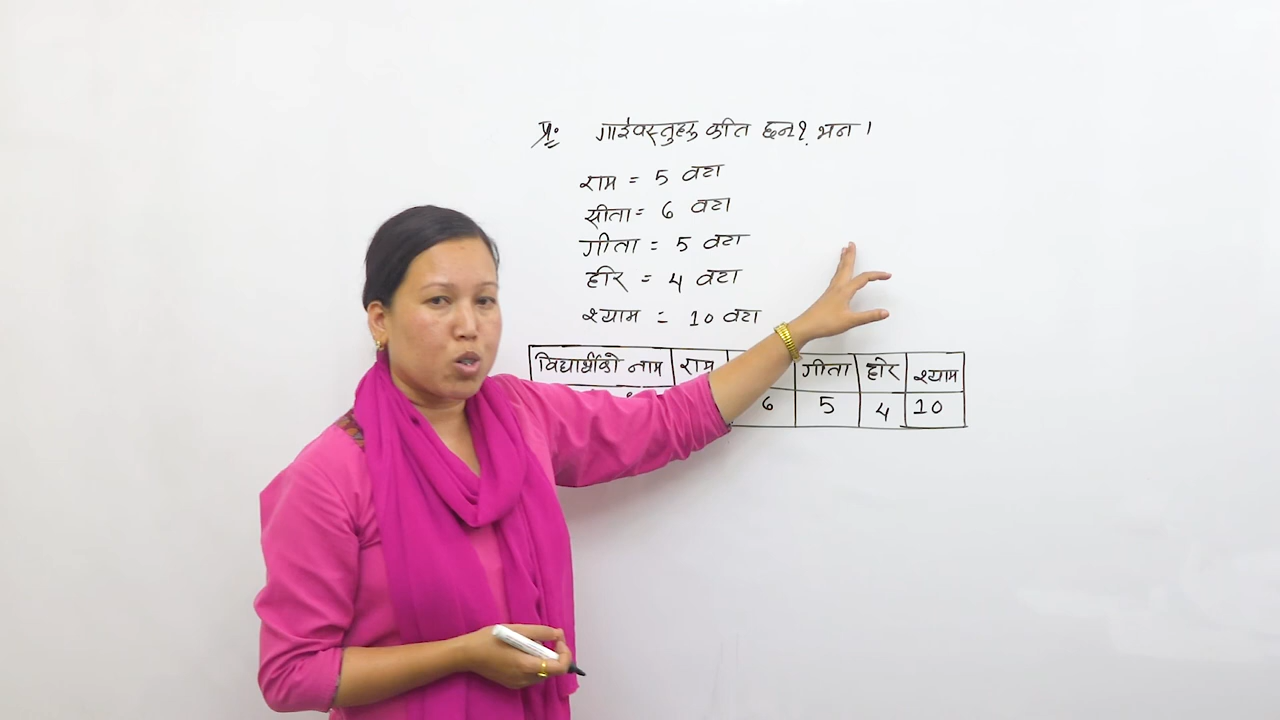 प्र॰ गाईवस्तुहरू कति छन्? भन।
राम = 5 वटा
सीता = 6 वटा
गीता = 5 वटा
हरि = 4 वटा
श्याम = 10 वटा
विद्यार्थीको नाम राम गीता हरि श्याम
6 5 4 10